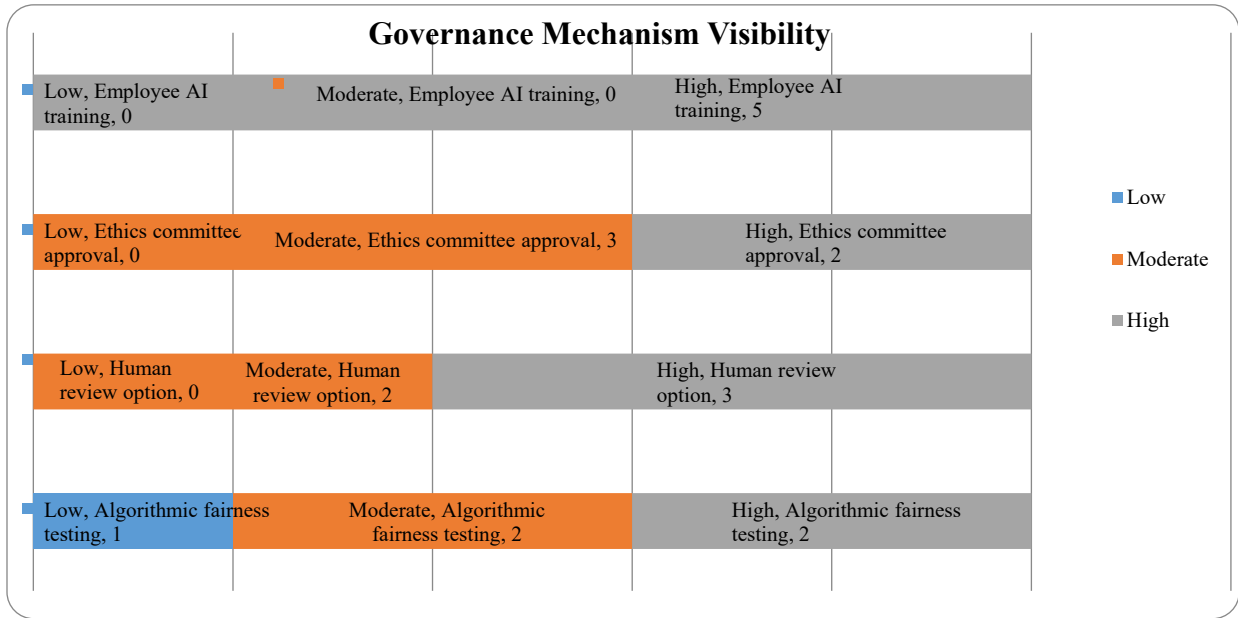 Governance Mechanism Visibility
Low, Employee AI
training, 0
Moderate, Employee AI training, 0
High, Employee AI
training, 5
Low, Ethics committee
approval, 0
Moderate, Ethics committee approval, 3
High, Ethics committee
approval, 2
Low, Human
review option, 0
Moderate, Human
review option, 2
High, Human review
option, 3
Low, Algorithmic fairness
testing, 1
Moderate, Algorithmic
fairness testing, 2
High, Algorithmic fairness
testing, 2
Low
Moderate
High